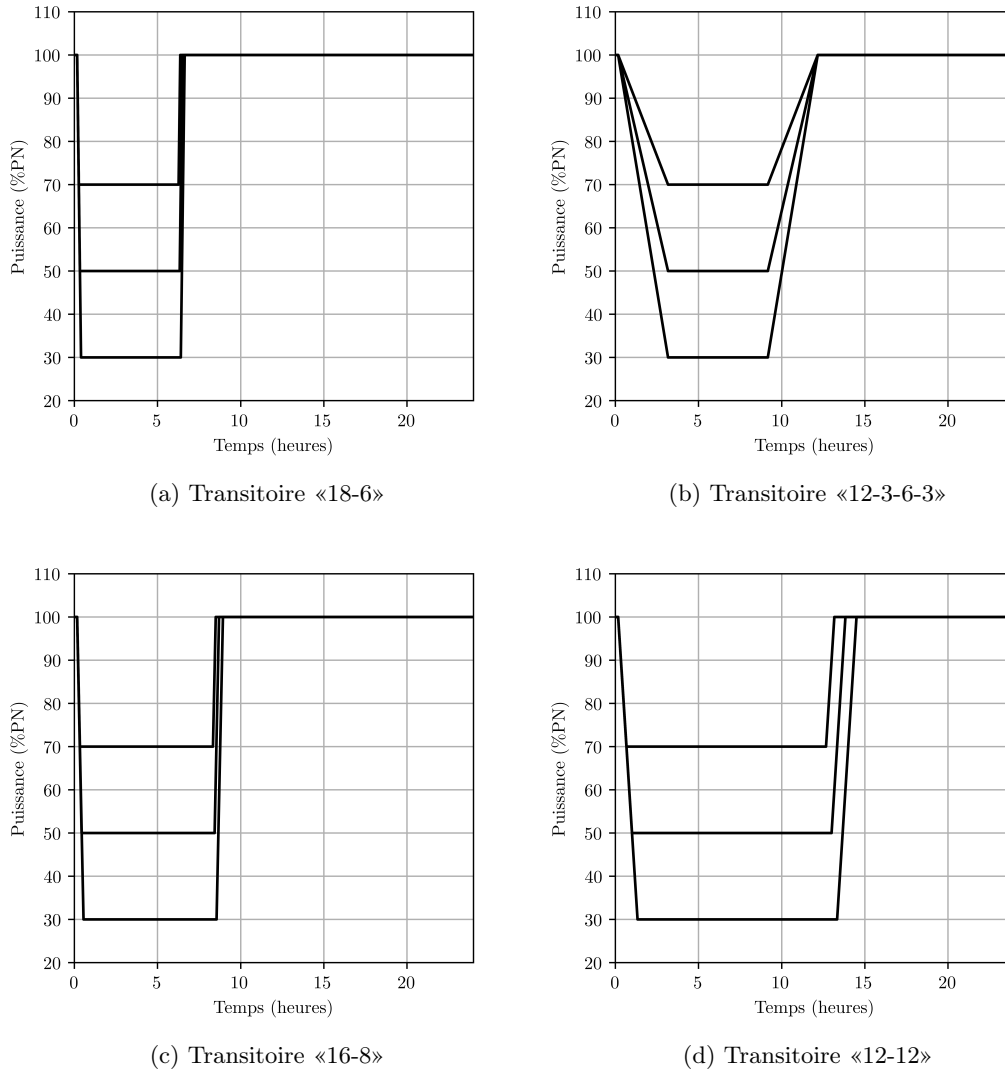 110
100
90
80
70
60
50
40
30
20
Puissance (%PN)
0 5 10 15 20
Temps (heures)
(a) Transitoire «18-6»
110
100
90
80
70
60
50
40
30
20
Puissance (%PN)
0 5 10 15 20
Temps (heures)
(b) Transitoire «12-3-6-3»
110
100
90
80
70
60
50
40
30
20
Puissance (%PN)
0 5 10 15 20
Temps (heures)
(c) Transitoire «16-8»
110
100
90
80
70
60
50
40
30
20
Puissance (%PN)
0 5 10 15 20
Temps (heures)
(d) Transitoire «12-12»